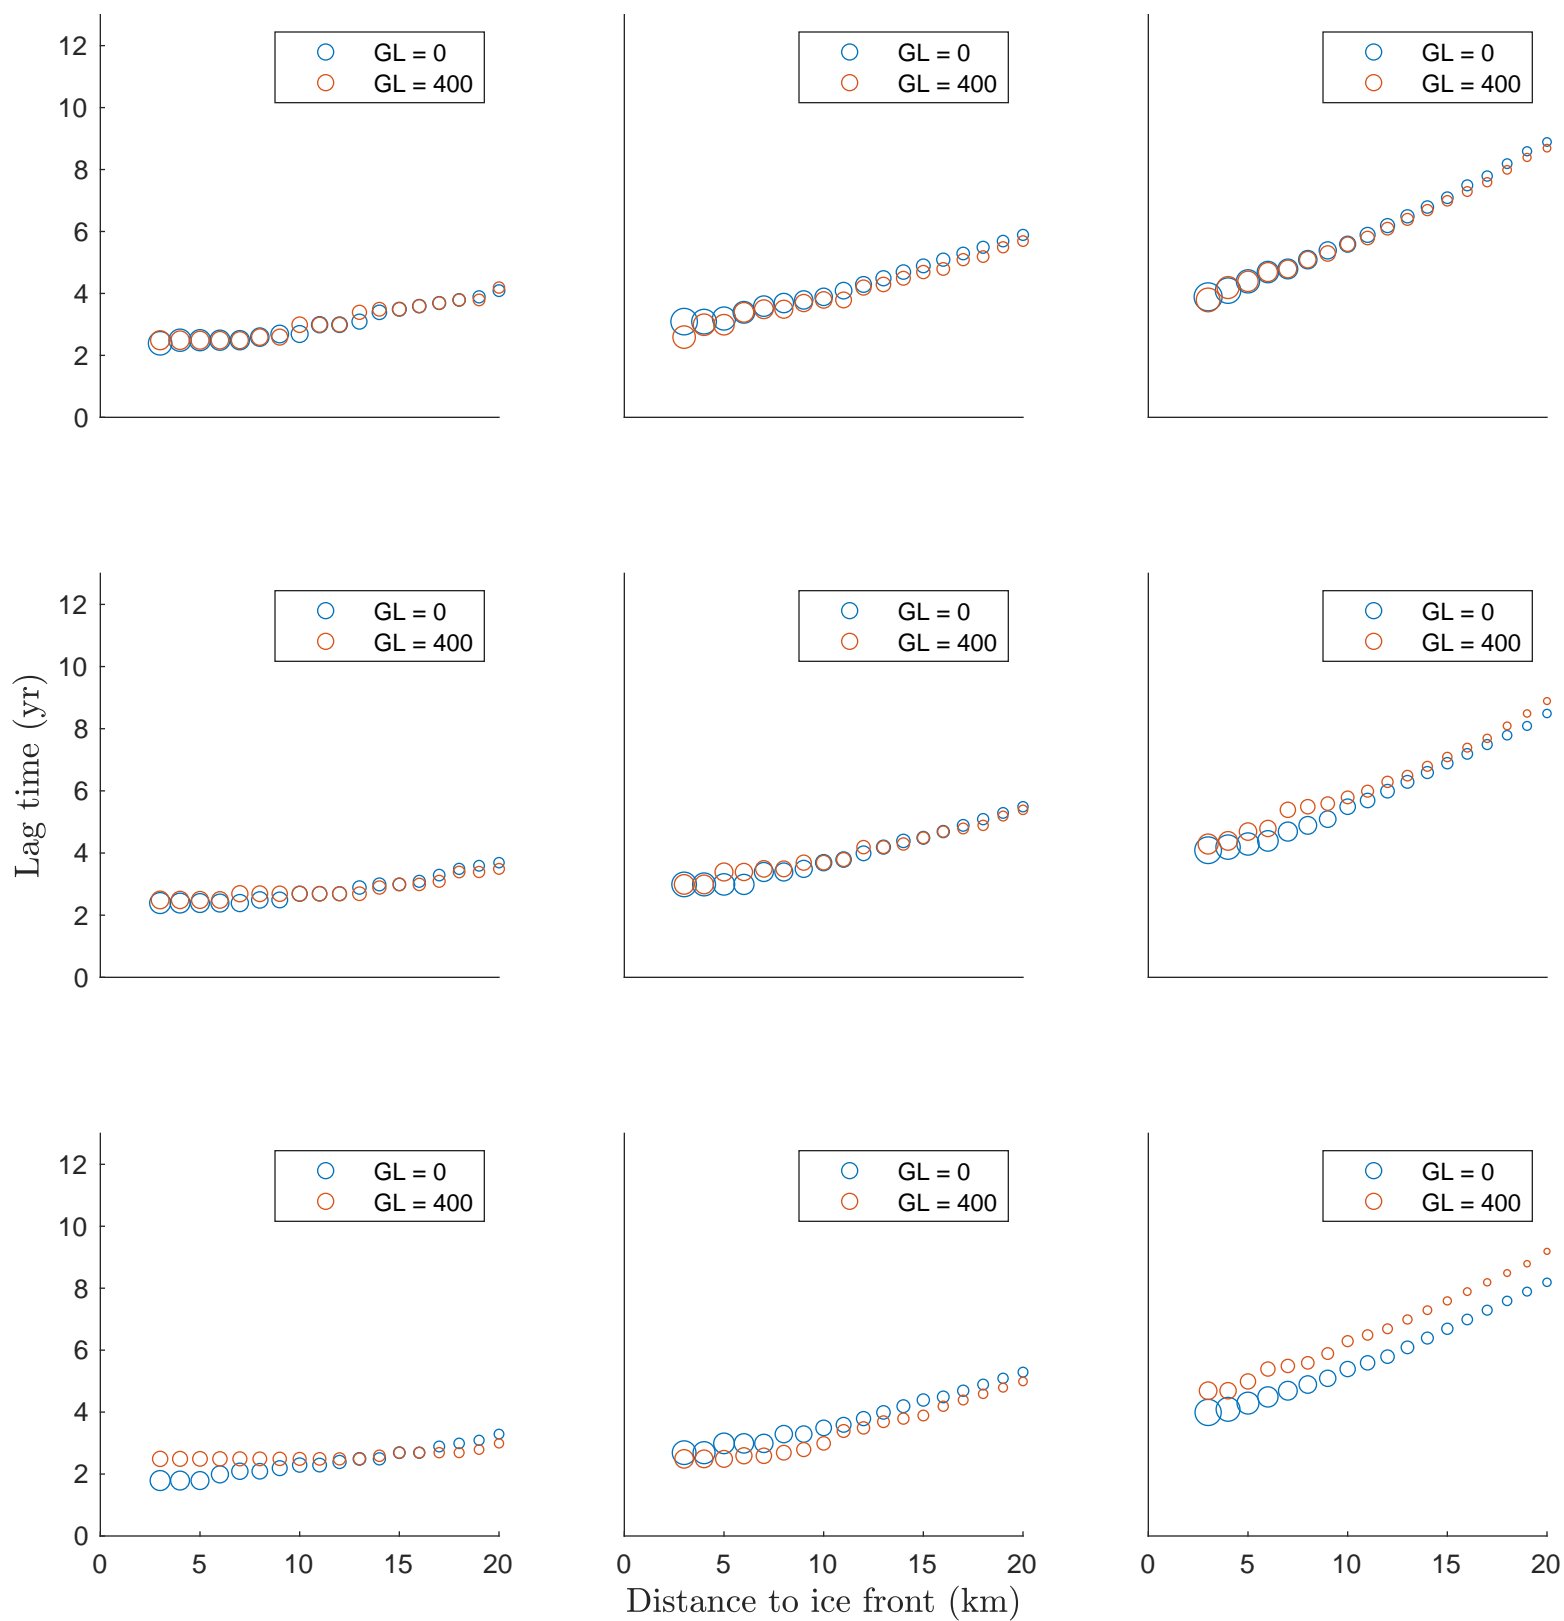 12
10
8
6
4
2
0
GL = 0
GL = 400
GL = 0
GL = 400
GL = 0
GL = 400
Lag time (yr)
12
10
8
6
4
2
0
GL = 0
GL = 400
GL = 0
GL = 400
GL = 0
GL = 400
12
10
8
6
4
2
0
GL = 0
GL = 400
GL = 0
GL = 400
GL = 0
GL = 400
0 5 10 15 20
0 5 10 15 20
0 5 10 15 20
Distance to ice front (km)